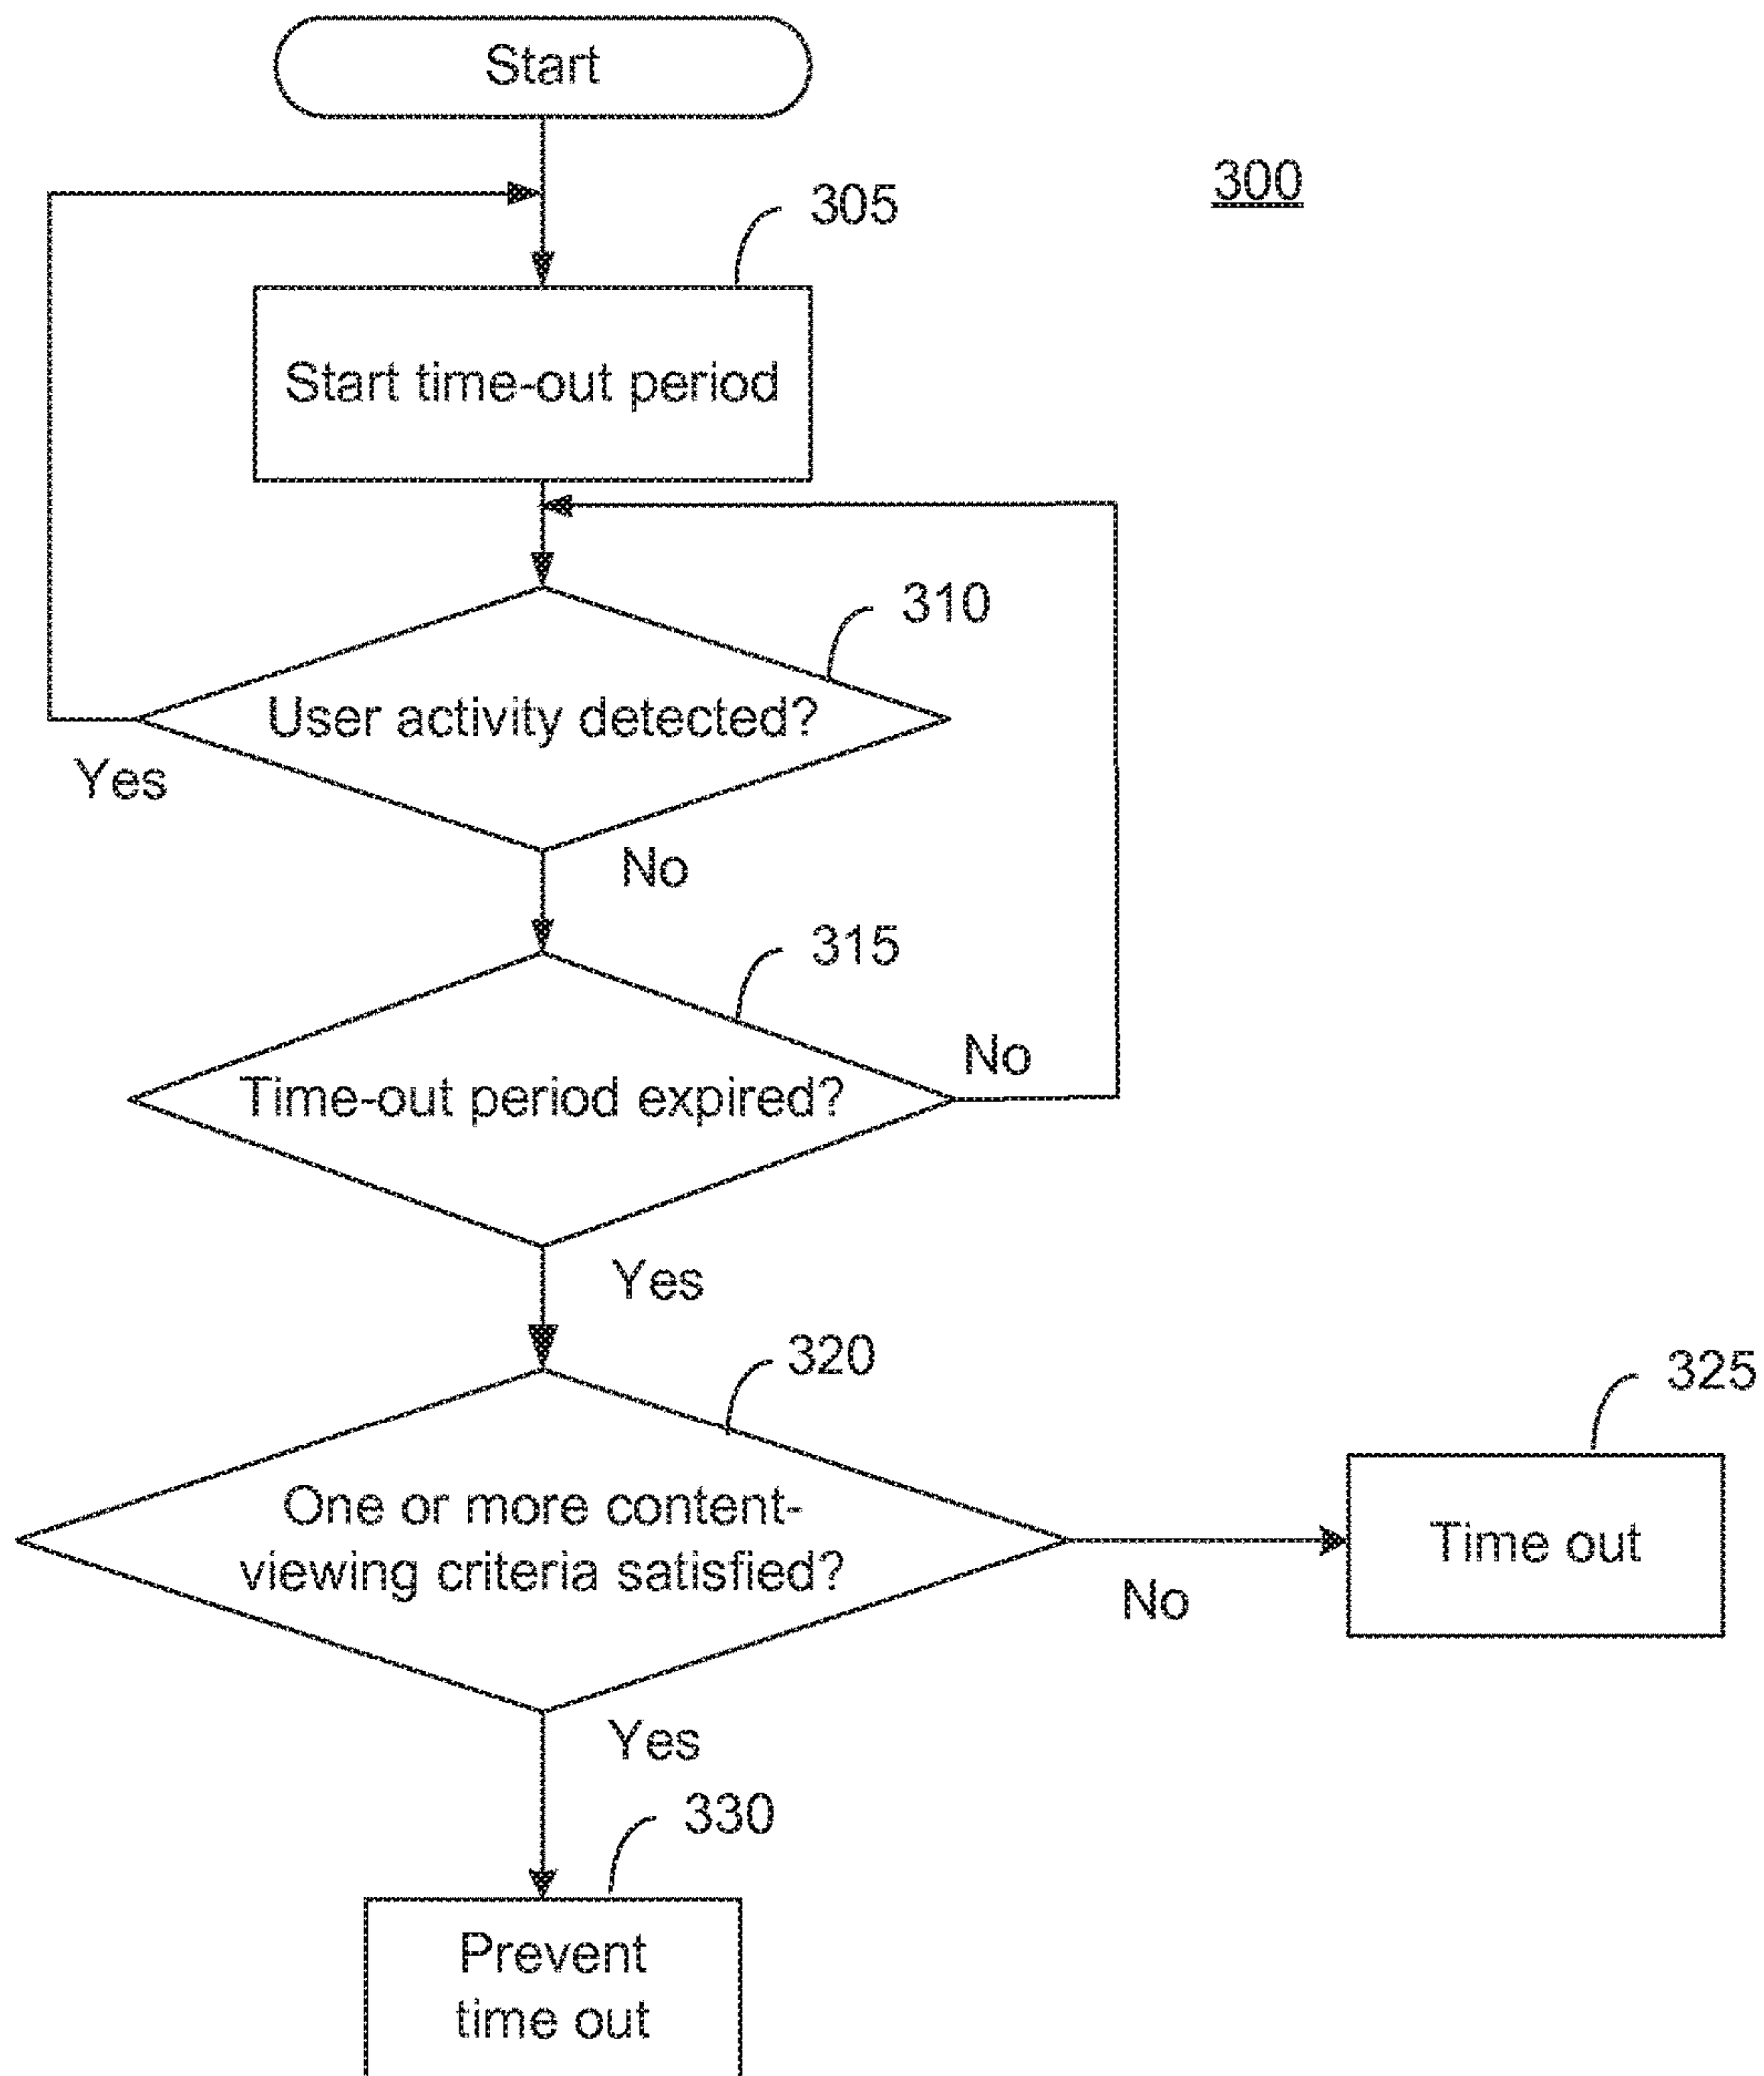 Start
300
305
Start time-out period
310
User activity detected?
Yes
No
315
Time-out period expired?
No
Yes
320
325
One or more content-
viewing criteria satisfied?
Time out
No
Yes
330
Prevent
time out